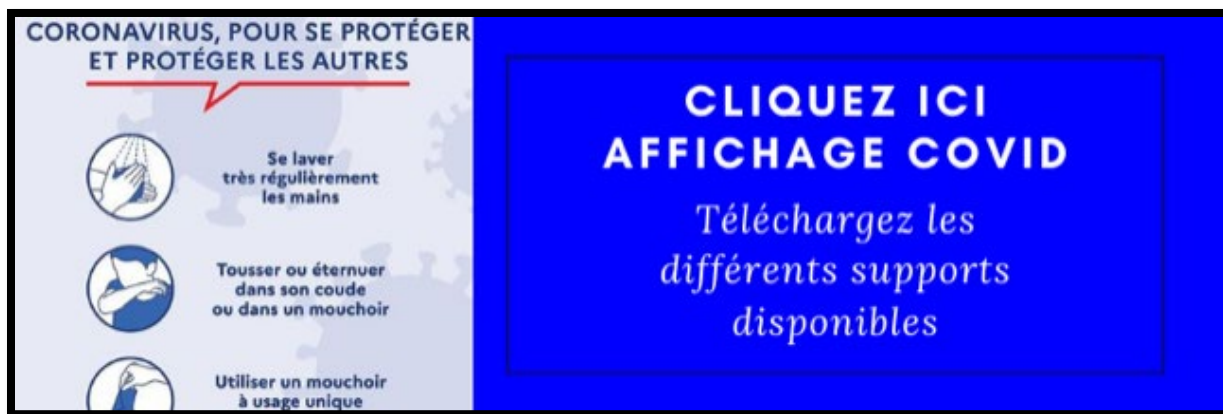 CORONAVIRUS, POUR SE PROTÉGER
ET PROTÉGER LES AUTRES
Se laver
très régulièrement
les mains
Tousser ou éternuer
dans son coude
ou dans un mouchoir
Utiliser un mouchoir
à usage unique
CLIQUEZ ICI
AFFICHAGE COVID
Téléchargez les
différents supports
disponibles